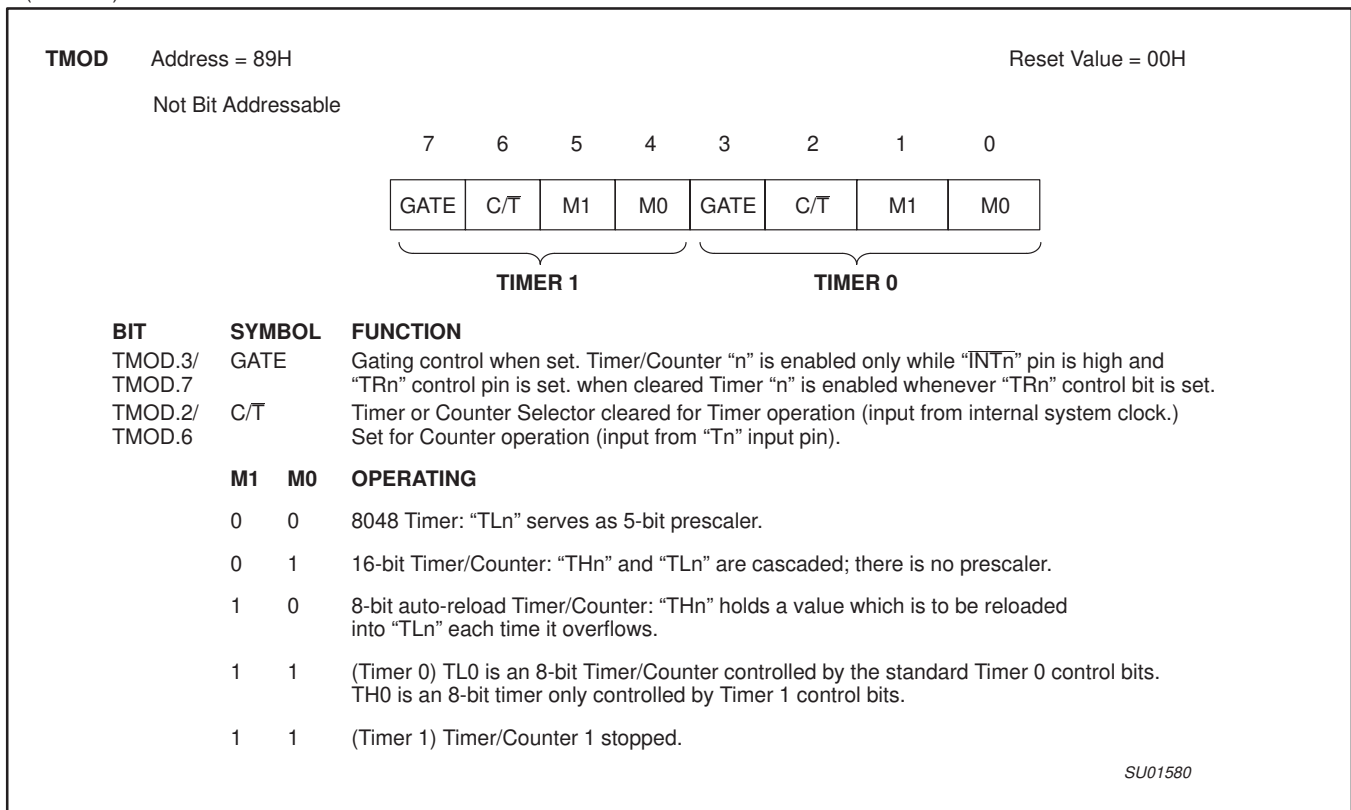 TMOD Address = 89H Reset Value = 00H
Not Bit Addressable
7 6 5 4 3 2 1 0
GATE C/T̅ M1 M0 GATE C/T̅ M1 M0
TIMER 1 TIMER 0
BIT SYMBOL FUNCTION
TMOD.3/ GATE Gating control when set. Timer/Counter “n” is enabled only while “I̅N̅T̅n̅” pin is high and
TMOD.7 “TRn” control pin is set. when cleared Timer “n” is enabled whenever “TRn” control bit is set.
TMOD.2/ C/T̅ Timer or Counter Selector cleared for Timer operation (input from internal system clock.)
TMOD.6 Set for Counter operation (input from “Tn” input pin).
M1 M0 OPERATING
0 0 8048 Timer: “TLn” serves as 5-bit prescaler.
0 1 16-bit Timer/Counter: “THn” and “TLn” are cascaded; there is no prescaler.
1 0 8-bit auto-reload Timer/Counter: “THn” holds a value which is to be reloaded
into “TLn” each time it overflows.
1 1 (Timer 0) TL0 is an 8-bit Timer/Counter controlled by the standard Timer 0 control bits.
TH0 is an 8-bit timer only controlled by Timer 1 control bits.
1 1 (Timer 1) Timer/Counter 1 stopped.
SU01580